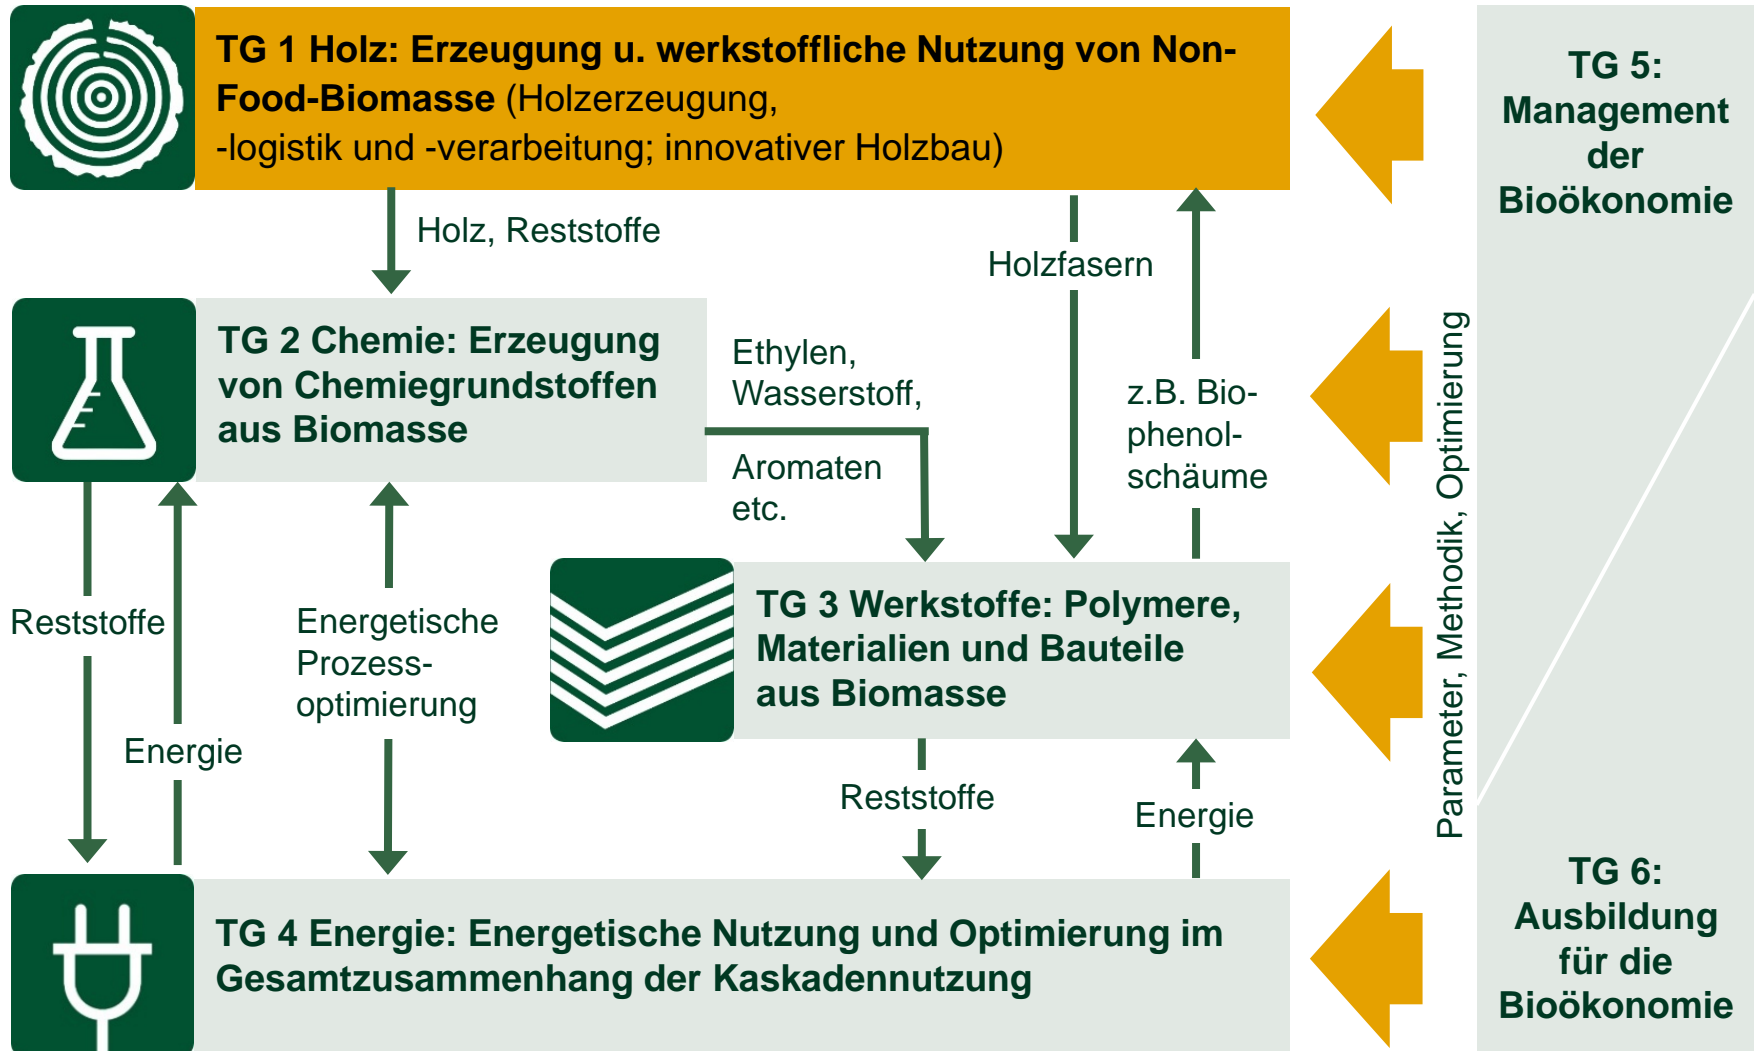 TG 1 Holz: Erzeugung u. werkstoffliche Nutzung von Non-
Food-Biomasse (Holzerzeugung,
-logistik und -verarbeitung; innovativer Holzbau)
TG 5:
Management
der
Bioökonomie
Holz, Reststoffe
Holzfasern
TG 2 Chemie: Erzeugung
von Chemiegrundstoffen
aus Biomasse
Ethylen,
Wasserstoff,
Aromaten
etc.
z.B. Bio-
phenol-
schäume
Parameter, Methodik, Optimierung
Reststoffe
Energie
Energetische
Prozess-
optimierung
TG 3 Werkstoffe: Polymere,
Materialien und Bauteile
aus Biomasse
Reststoffe
Energie
TG 4 Energie: Energetische Nutzung und Optimierung im
Gesamtzusammenhang der Kaskadennutzung
TG 6:
Ausbildung
für die
Bioökonomie